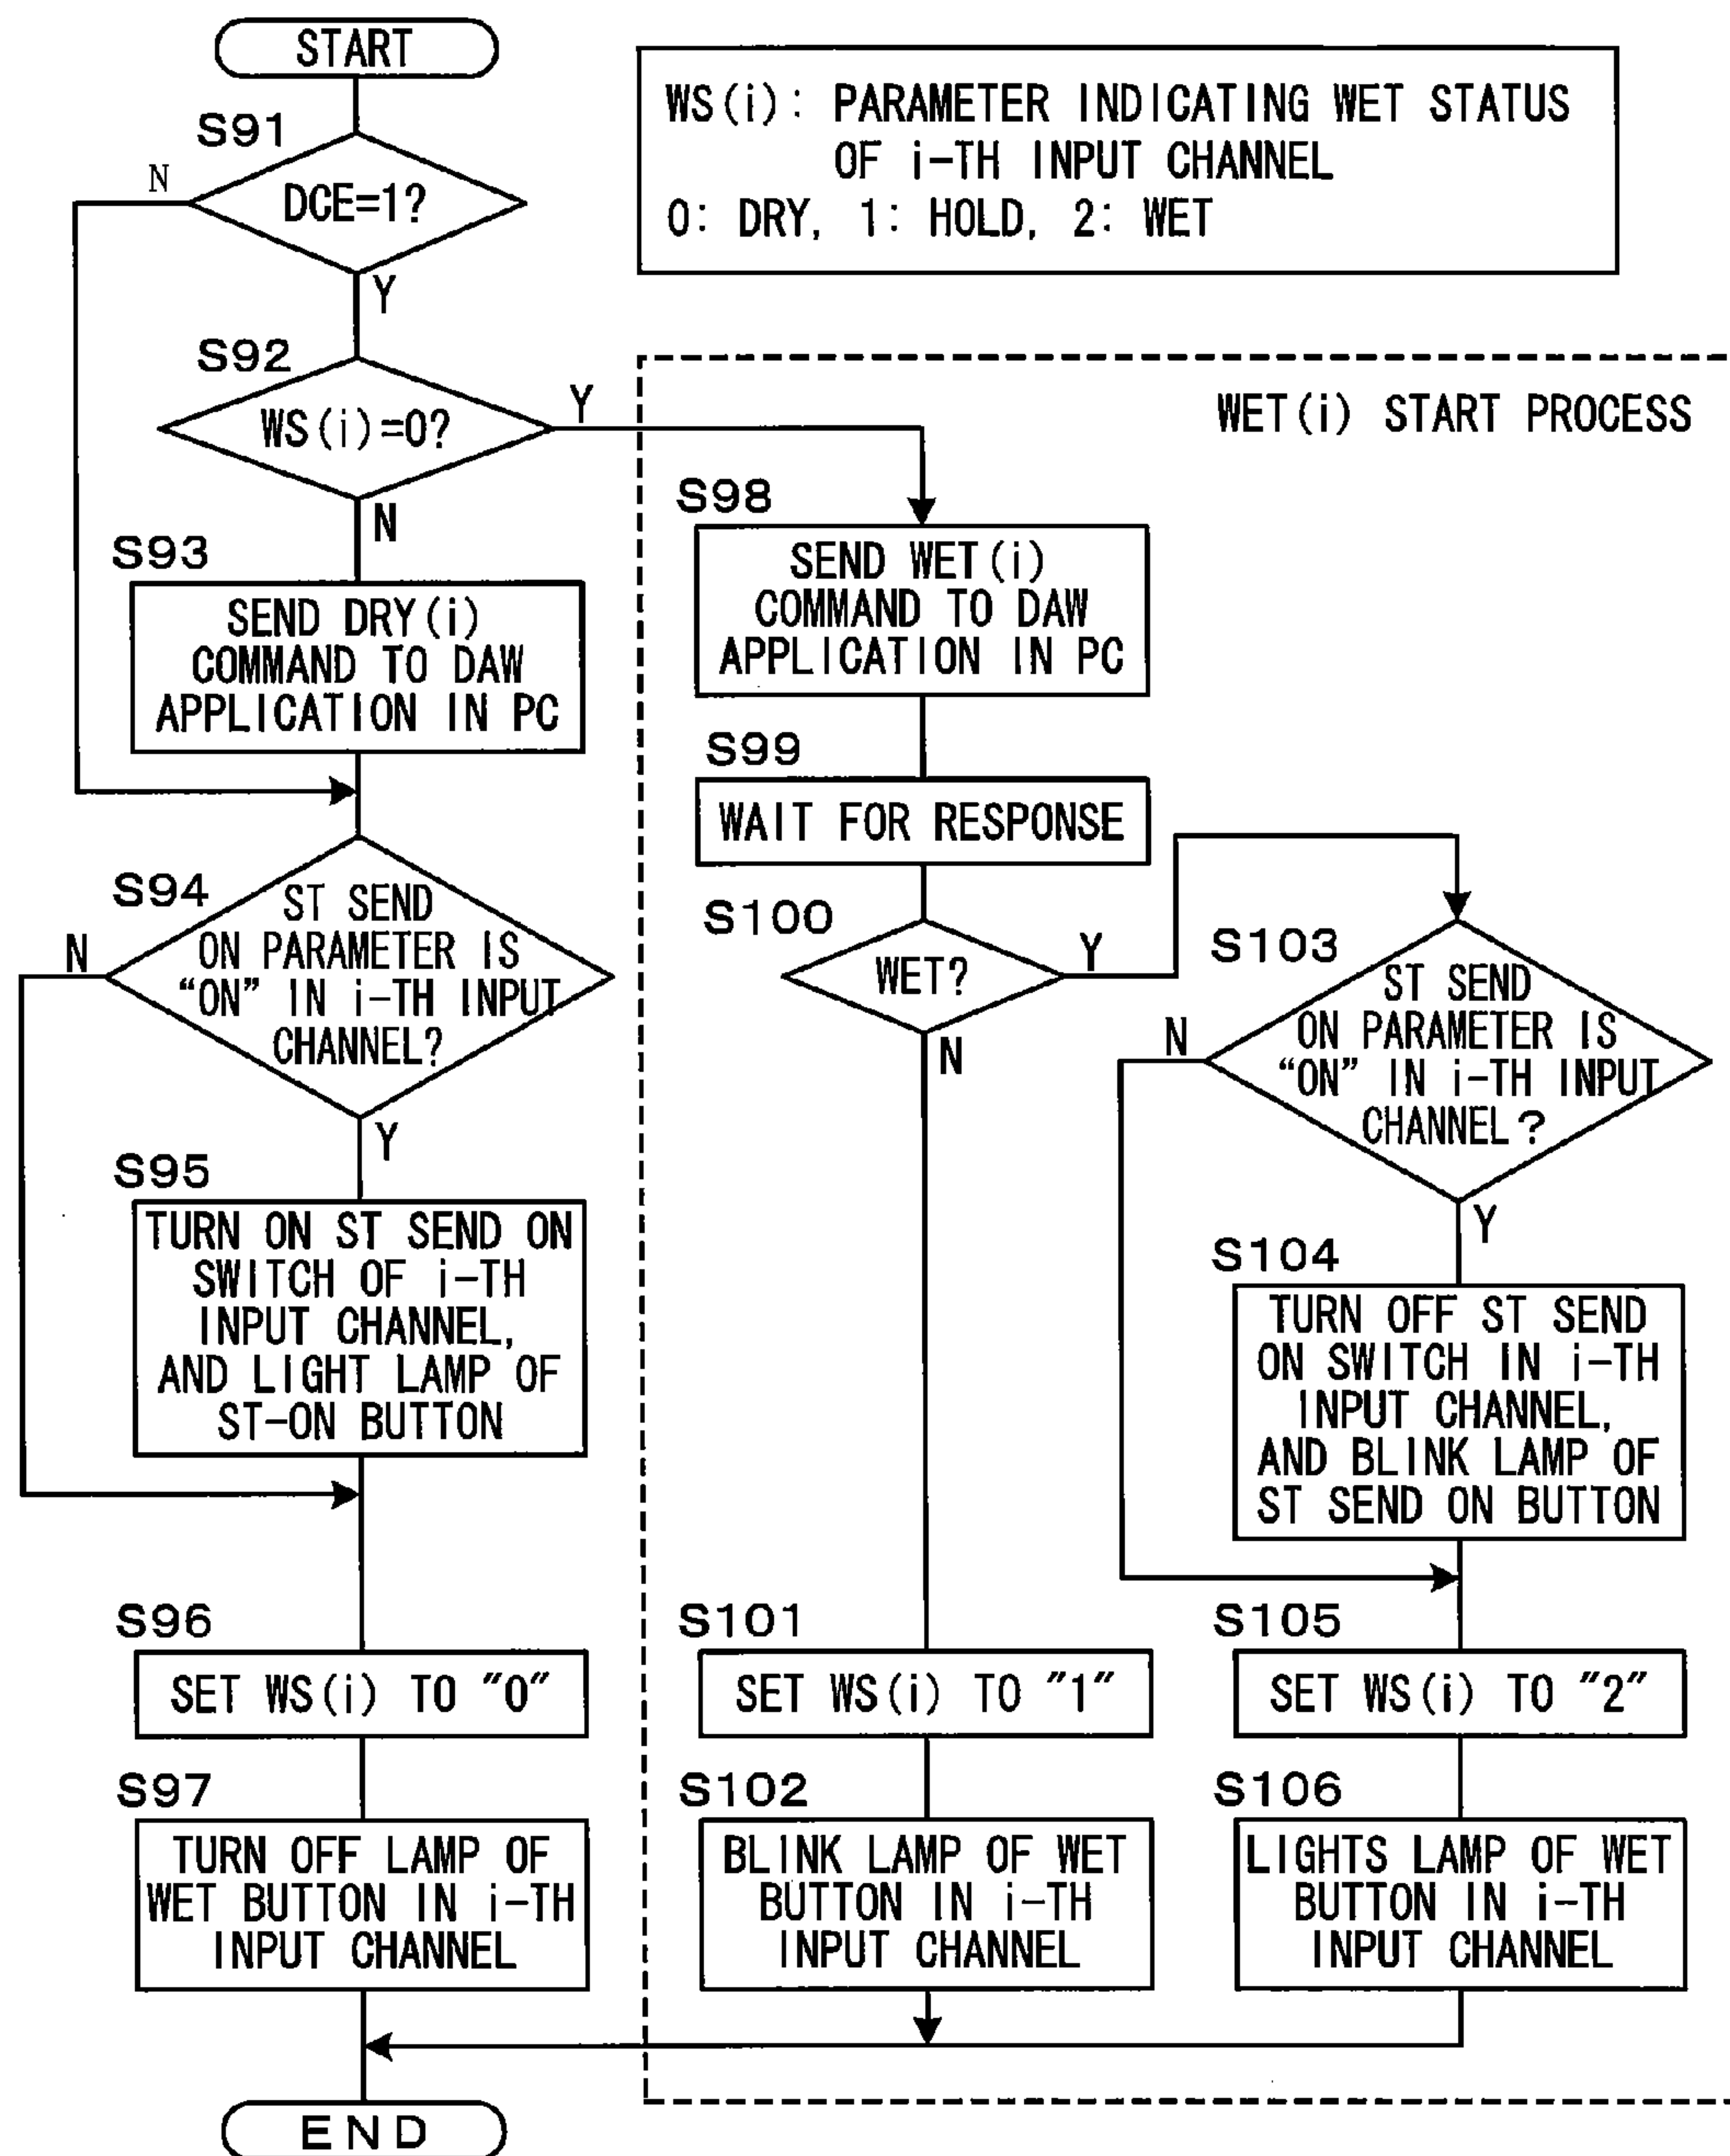 START
WS(i): PARAMETER INDICATING WET STATUS
OF i-TH INPUT CHANNEL
0: DRY, 1: HOLD, 2: WET
S91
N
DCE=1?
Y
S92
WS(i)=0?
Y
N
WET(i) START PROCESS
S93
SEND DRY(i)
COMMAND TO DAW
APPLICATION IN PC
S94
ST SEND
ON PARAMETER IS
“ON” IN i-TH INPUT
CHANNEL?
N
Y
S95
TURN ON ST SEND ON
SWITCH OF i-TH
INPUT CHANNEL,
AND LIGHT LAMP OF
ST-ON BUTTON
S96
SET WS(i) TO "0"
S97
TURN OFF LAMP OF
WET BUTTON IN i-TH
INPUT CHANNEL
S98
SEND WET(i)
COMMAND TO DAW
APPLICATION IN PC
S99
WAIT FOR RESPONSE
S100
WET?
Y
N
S101
SET WS(i) TO "1"
S102
BLINK LAMP OF WET
BUTTON IN i-TH
INPUT CHANNEL
S103
ST SEND
ON PARAMETER IS
“ON” IN i-TH INPUT
CHANNEL?
N
Y
S104
TURN OFF ST SEND
ON SWITCH IN i-TH
INPUT CHANNEL,
AND BLINK LAMP OF
ST SEND ON BUTTON
S105
SET WS(i) TO "2"
S106
LIGHTS LAMP OF WET
BUTTON IN i-TH
INPUT CHANNEL
END